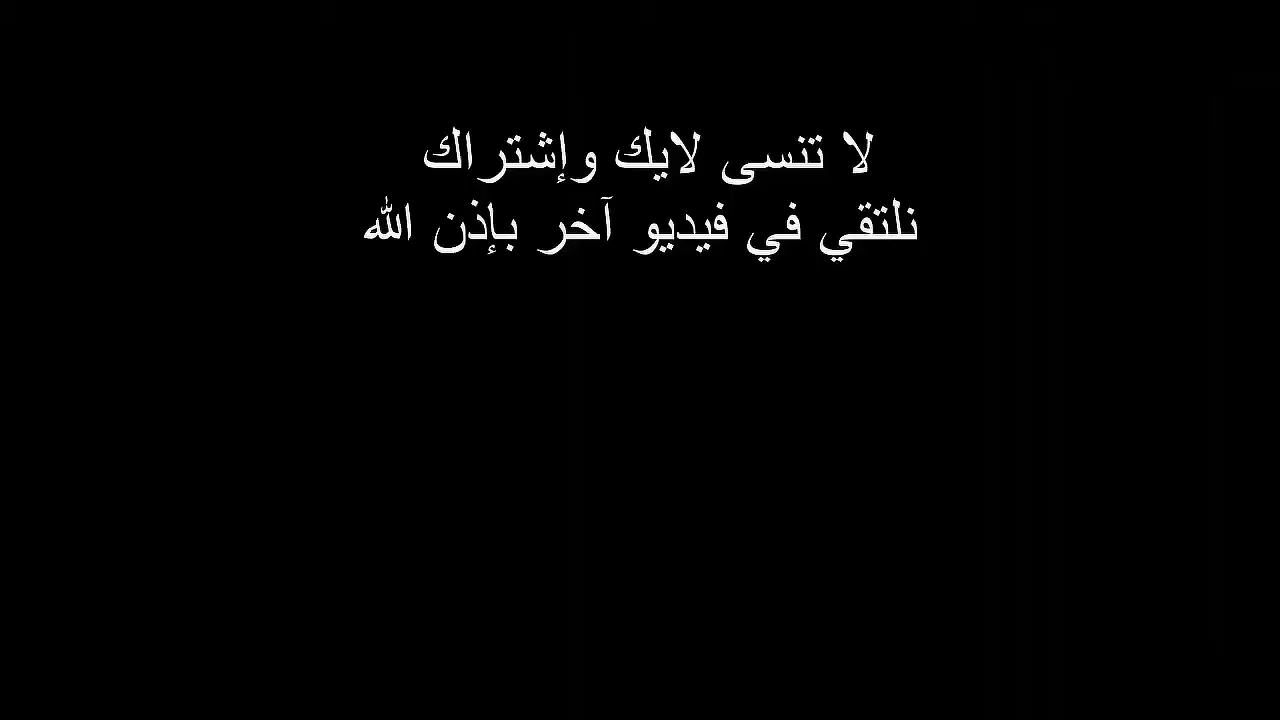 لا تنسى لايك وإشتراك
نلتقي في فيديو آخر بإذن الله